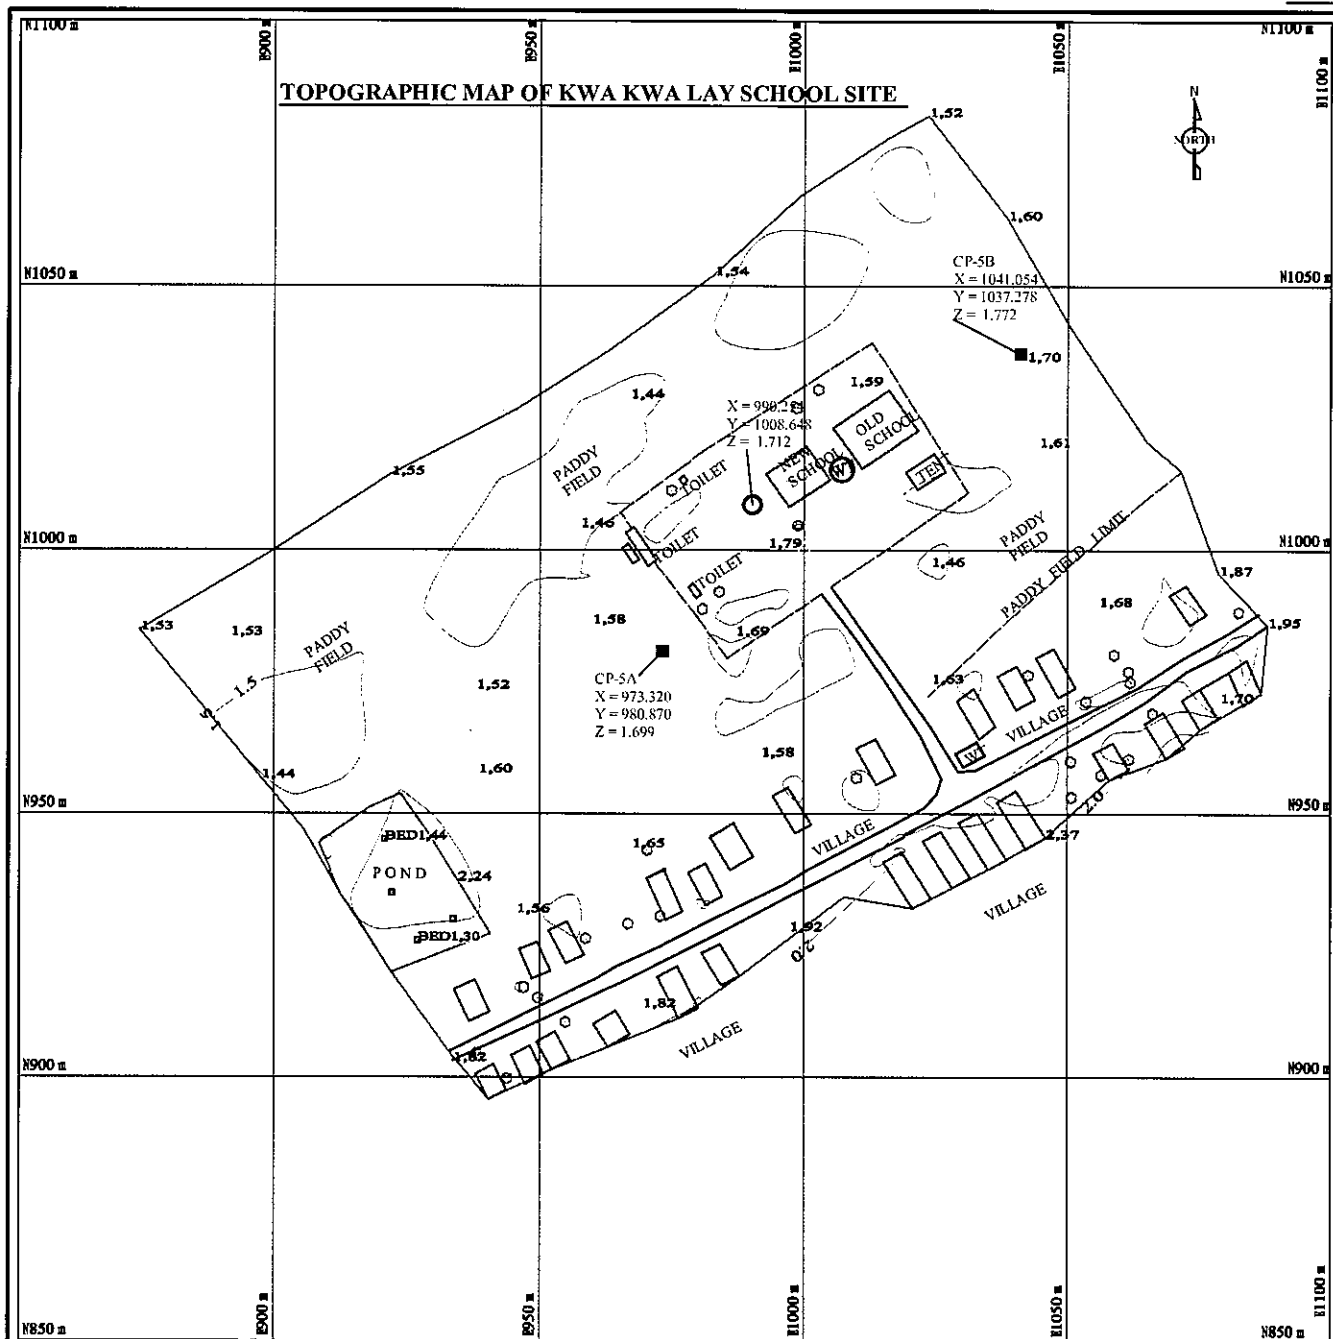 N1100 m
E900 m
E950 m
E1000 m
E1050 m
N1100 m
E1100 m
TOPOGRAPHIC MAP OF KWA KWA LAY SCHOOL SITE
N
NORTH
1,52
1,60
N1050 m
1,54
CP-5B
X = 1041.054
Y = 1037.278
Z = 1.772
N1050 m
1,70
1,59
1,44
Y = 1008.648
Z = 1.712
OLD
SCHOOL
1,61
NEW
SCHOOL
WT
TENT
1,55
PADDY
FIELD
TOILET
1,46
TOILET
TOILET
1,79
N1000 m
PADDY
FIELD
1,46
PADDY FIELD LIMIT
N1000 m
1,87
1,68
1,95
1,53
1,53
PADDY
FIELD
1,58
1,69
1.5
1.5
1,52
CP-5A
X = 973.320
Y = 980.870
Z = 1.699
1,63
1,70
VILLAGE
WT
1,44
1,60
1,58
N950 m
2.0
N950 m
BED1,44
1,65
VILLAGE
2,37
POND
2,24
1,56
BED1,30
1,92
2.0
VILLAGE
1,82
VILLAGE
1,82
N900 m
N900 m
N850 m
E900 m
E950 m
E1000 m
E1050 m
N850 m
E1100 m